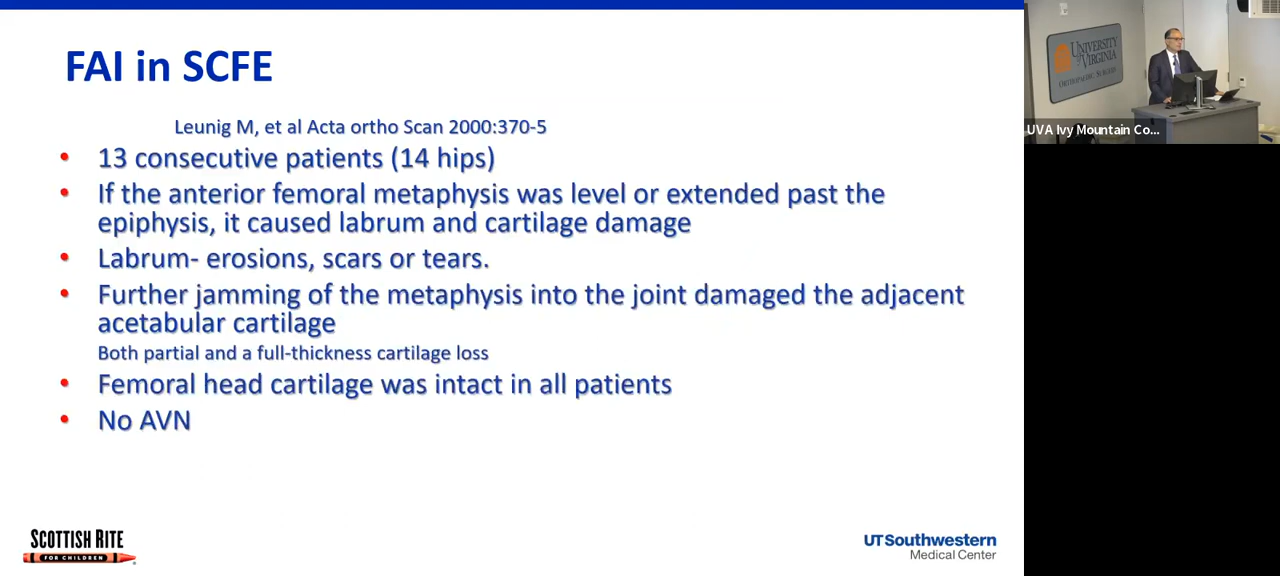 FAI in SCFE
Leunig M, et al Acta ortho Scan 2000:370-5
• 13 consecutive patients (14 hips)
• If the anterior femoral metaphysis was level or extended past the
epiphysis, it caused labrum and cartilage damage
• Labrum- erosions, scars or tears.
• Further jamming of the metaphysis into the joint damaged the adjacent
acetabular cartilage
Both partial and a full-thickness cartilage loss
• Femoral head cartilage was intact in all patients
• No AVN
SCOTTISH RITE
FOR CHILDREN
UTSouthwestern
Medical Center
UNIVERSITY
of VIRGINIA
ORTHOPAEDIC SURGERY
UVA Ivy Mountain Co...